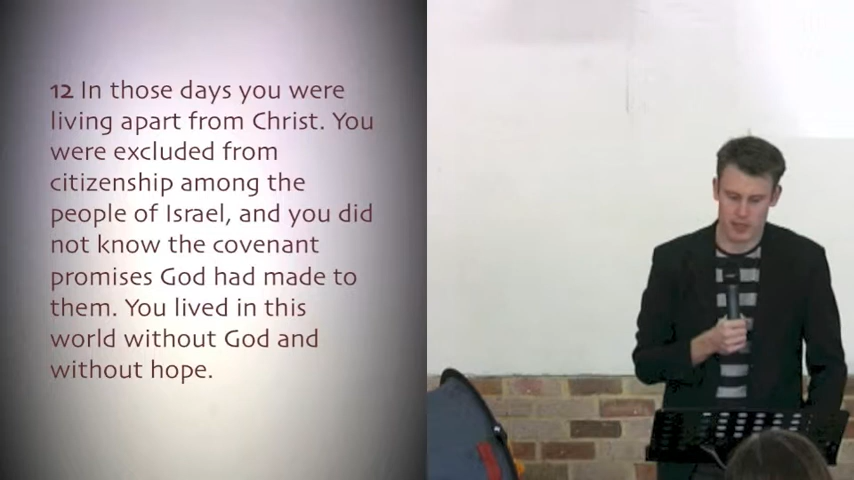 12 In those days you were
living apart from Christ. You
were excluded from
citizenship among the
people of Israel, and you did
not know the covenant
promises God had made to
them. You lived in this
world without God and
without hope.